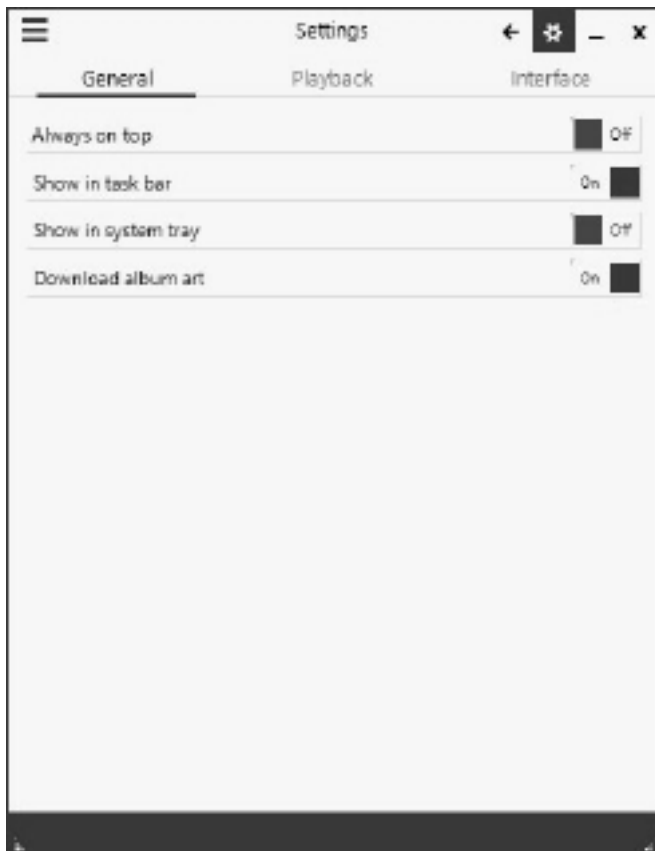 Settings
General Playback Interface
Always on top Off
Show in task bar On
Show in system tray Off
Download album art On